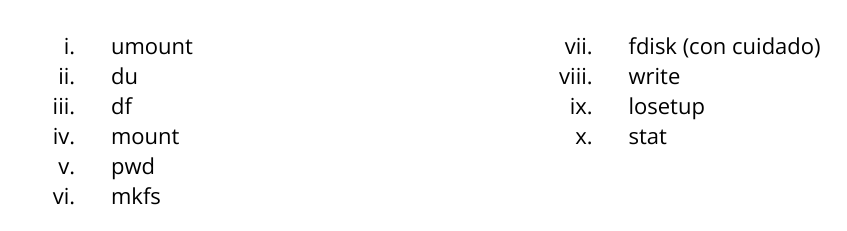 i. umount
ii. du
iii. df
iv. mount
v. pwd
vi. mkfs
vii. fdisk (con cuidado)
viii. write
ix. losetup
x. stat